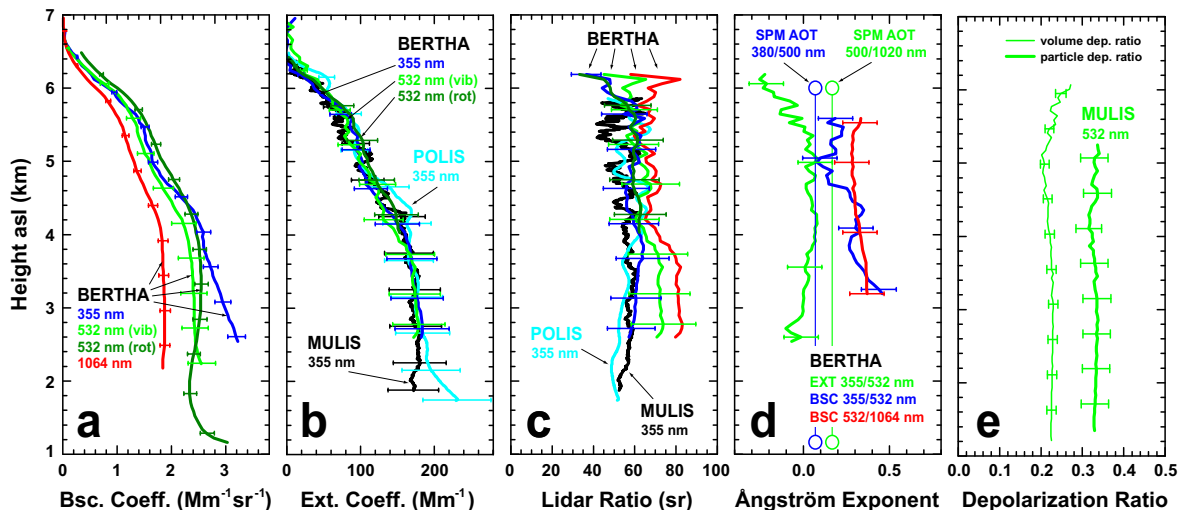 Height asl (km)
7
6
5
4
3
2
1
BERTHA
355 nm
532 nm (vib)
532 nm (rot)
1064 nm
a
0
1
2
3
Bsc. Coeff. (Mm⁻¹sr⁻¹)
BERTHA
355 nm
532 nm (vib)
532 nm (rot)
POLIS
355 nm
MULIS
355 nm
b
0
100
200
Ext. Coeff. (Mm⁻¹)
BERTHA
POLIS
355 nm
MULIS
355 nm
c
0
20
40
60
80
100
Lidar Ratio (sr)
SPM AOT
380/500 nm
SPM AOT
500/1020 nm
BERTHA
EXT 355/532 nm
BSC 355/532 nm
BSC 532/1064 nm
d
0.0
0.5
Ångström Exponent
volume dep. ratio
particle dep. ratio
MULIS
532 nm
e
0.0
0.1
0.2
0.3
0.4
0.5
Depolarization Ratio